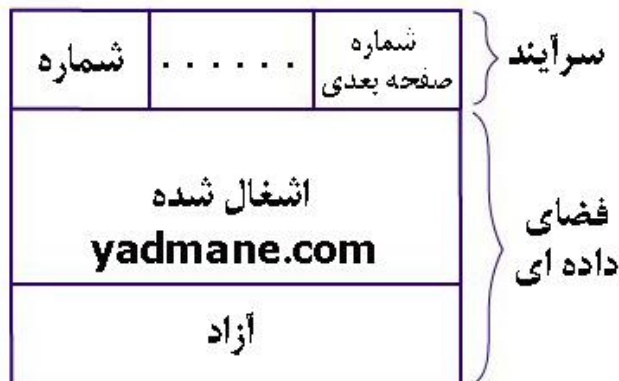 سرآیند
شماره
صفحه بعدی
. . . . . .
شماره
فضای
داده ای
اشغال شده
yadmane.com
آزاد